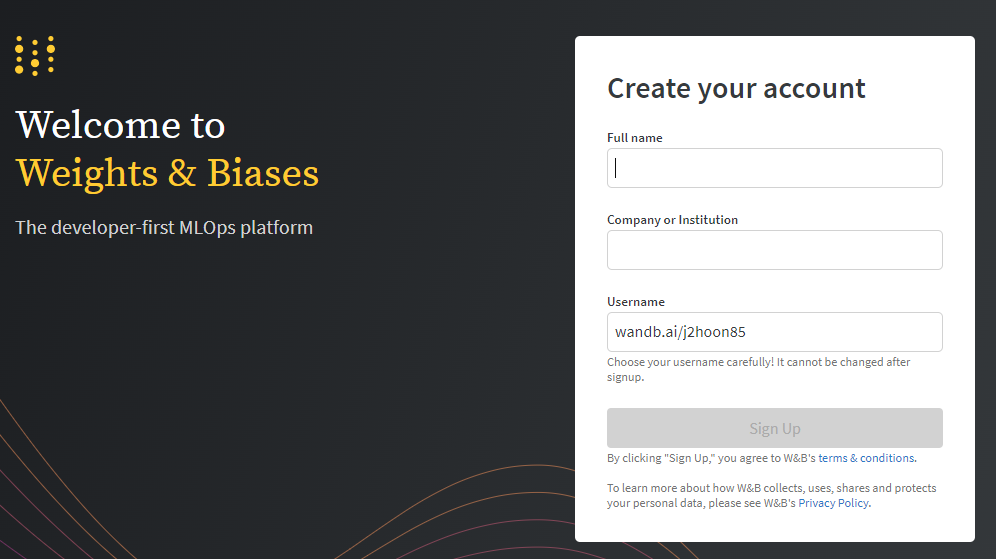 Welcome to
Weights & Biases
The developer-first MLOps platform
Create your account
Full name
Company or Institution
Username
wandb.ai/j2hoon85
Choose your username carefully! It cannot be changed after
signup.
Sign Up
By clicking "Sign Up," you agree to W&B's terms & conditions.
To learn more about how W&B collects, uses, shares and protects
your personal data, please see W&B's Privacy Policy.